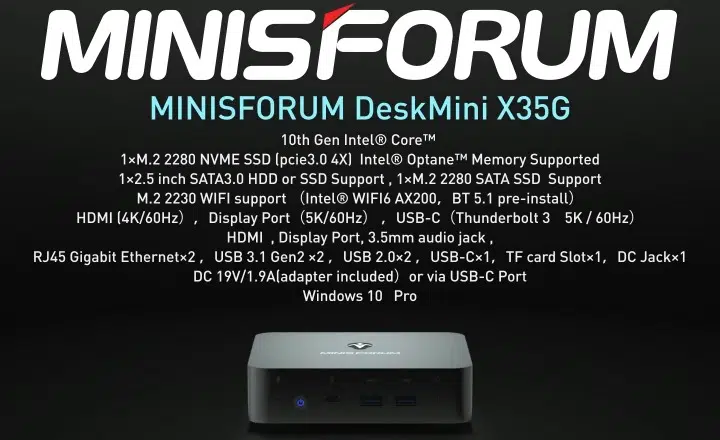 MINISFORUM
MINISFORUM DeskMini X35G
10th Gen Intel® Core™
1×M.2 2280 NVME SSD (pcie3.0 4X) Intel® Optane™ Memory Supported
1×2.5 inch SATA3.0 HDD or SSD Support , 1×M.2 2280 SATA SSD Support
M.2 2230 WIFI support （Intel® WIFI6 AX200， BT 5.1 pre-install）
HDMI (4K/60Hz）, Display Port（5K/60Hz） , USB-C（Thunderbolt 3 5K / 60Hz）
HDMI , Display Port, 3.5mm audio jack ,
RJ45 Gigabit Ethernet×2 , USB 3.1 Gen2 ×2 , USB 2.0×2 , USB-C×1， TF card Slot×1， DC Jack×1
DC 19V/1.9A(adapter included）or via USB-C Port
Windows 10 Pro
MINIS FORUM